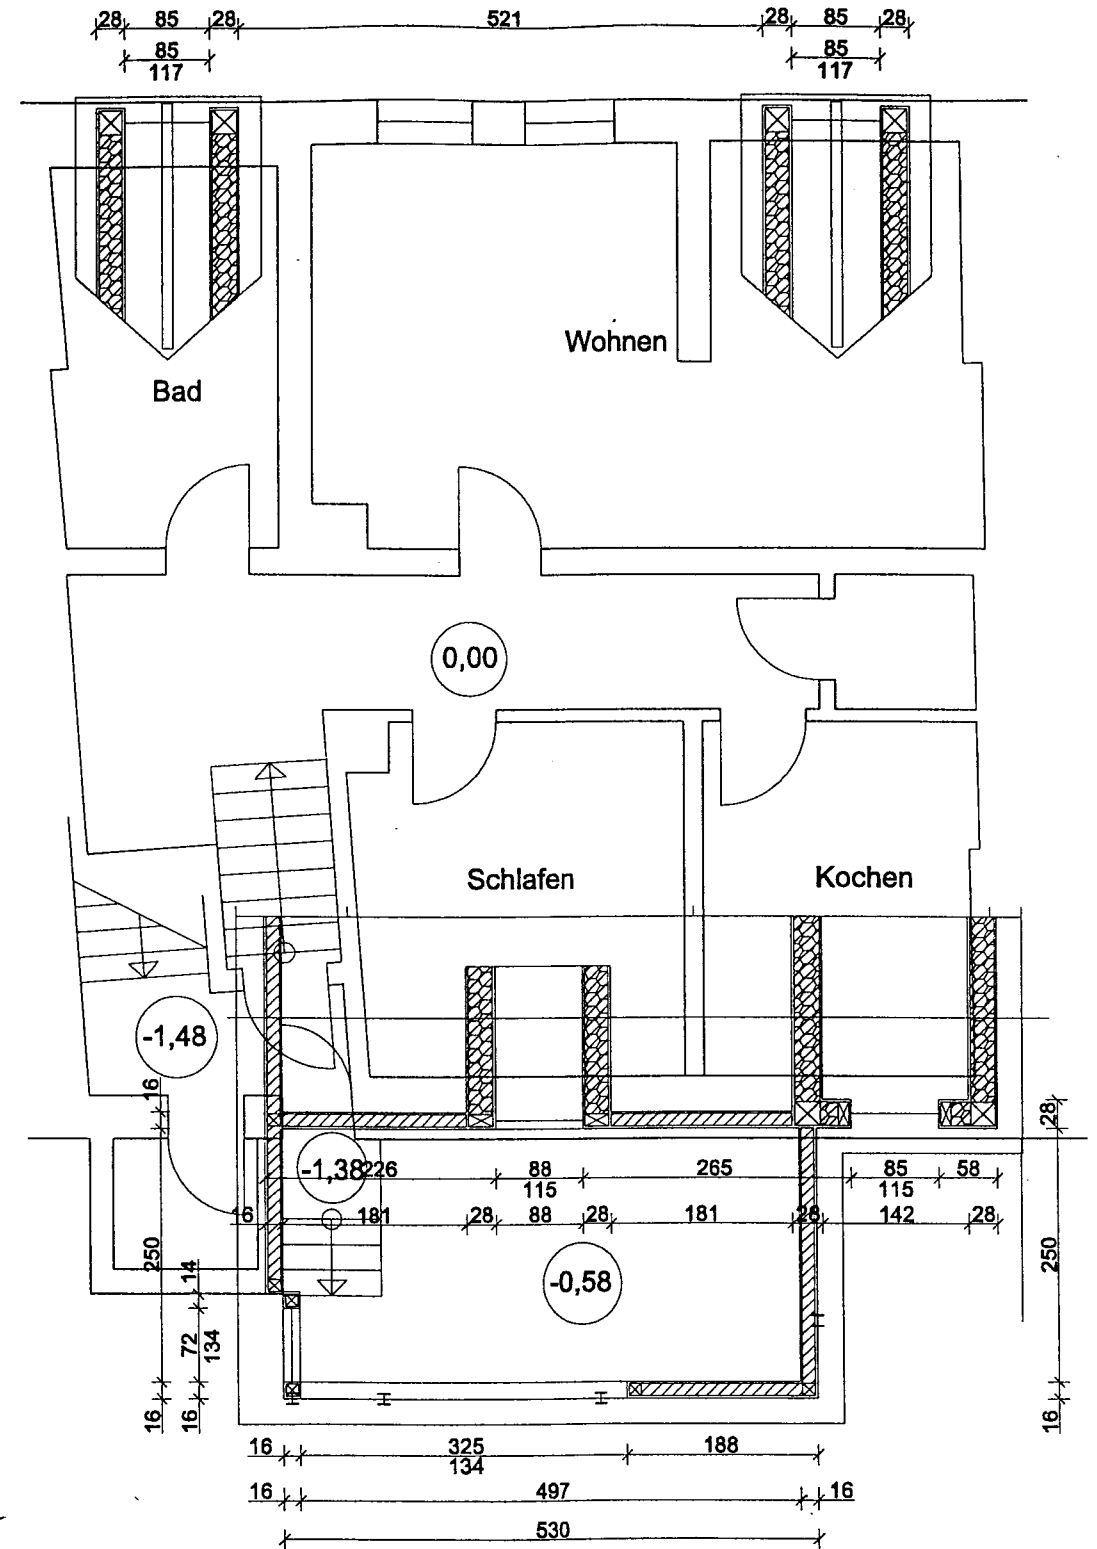 28 85 28 521 28 85 28
85 85
117 117
Wohnen
Bad
0,00
Schlafen Kochen
-1,48
16
28
-1,38
226 88 265 85 58
115 115
16 181 28 88 28 181 28 142 28
250 14 -0,58 250
72
134
16 16 16
16 325 188
134
16 497 16
530